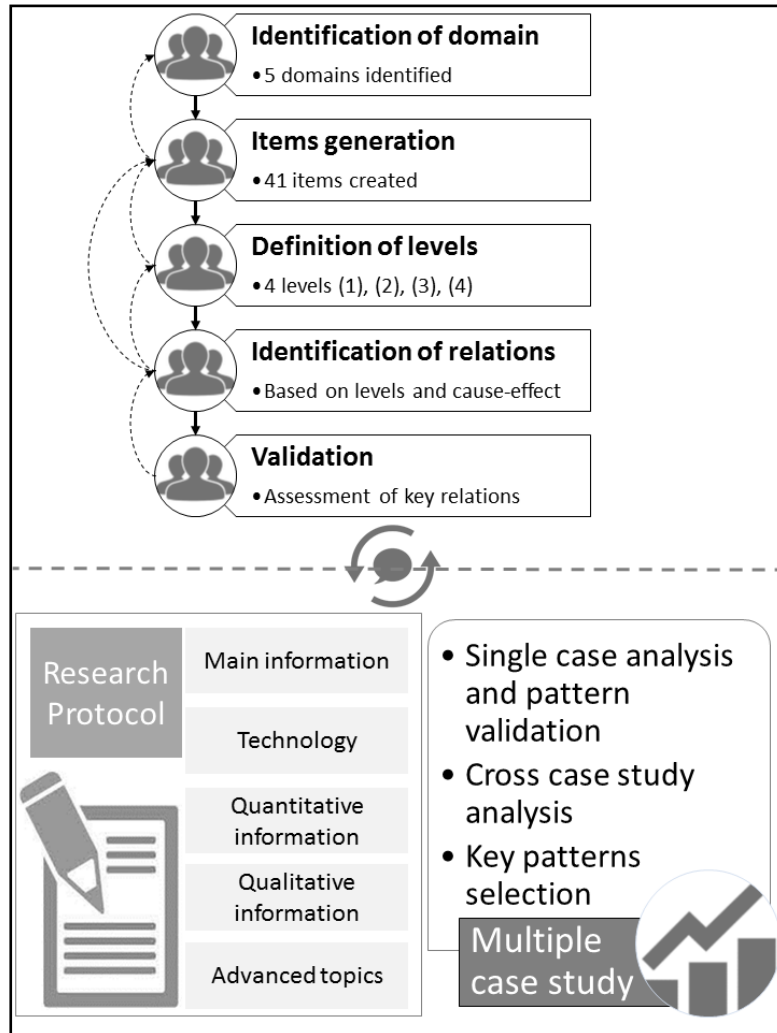 Identification of domain
• 5 domains identified
Items generation
• 41 items created
Definition of levels
• 4 levels (1), (2), (3), (4)
Identification of relations
• Based on levels and cause-effect
Validation
• Assessment of key relations
Research
Protocol
Main information
Technology
Quantitative
information
Qualitative
information
Advanced topics
• Single case analysis
and pattern
validation
• Cross case study
analysis
• Key patterns
selection
Multiple
case study